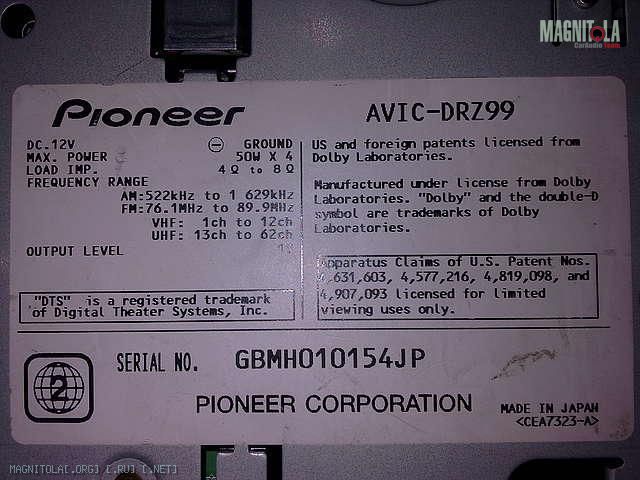 MAGNITOLA
CarAudio Team
Pioneer
AVIC-DRZ99
DC.12V GROUND
MAX. POWER 50W X 4
LOAD IMP. 4 Ω to 8 Ω
FREQUENCY RANGE
AM:522kHz to 1 629kHz
FM:76.1MHz to 89.9MHz
VHF: 1ch to 12ch
UHF: 13ch to 62ch
OUTPUT LEVEL
"DTS" is a registered trademark
of Digital Theater Systems, Inc.
US and foreign patents licensed from
Dolby Laboratories.
Manufactured under license from Dolby
Laboratories. "Dolby" and the double-D
symbol are trademarks of Dolby
Laboratories.
Apparatus Claims of U.S. Patent Nos.
4,631,603, 4,577,216, 4,819,098, and
4,907,093 licensed for limited
viewing uses only.
2
SERIAL NO. GBMH010154JP
PIONEER CORPORATION
MADE IN JAPAN
<CEA7323-A>
MAGNITOLA[.ORG] [.RU] [.NET]